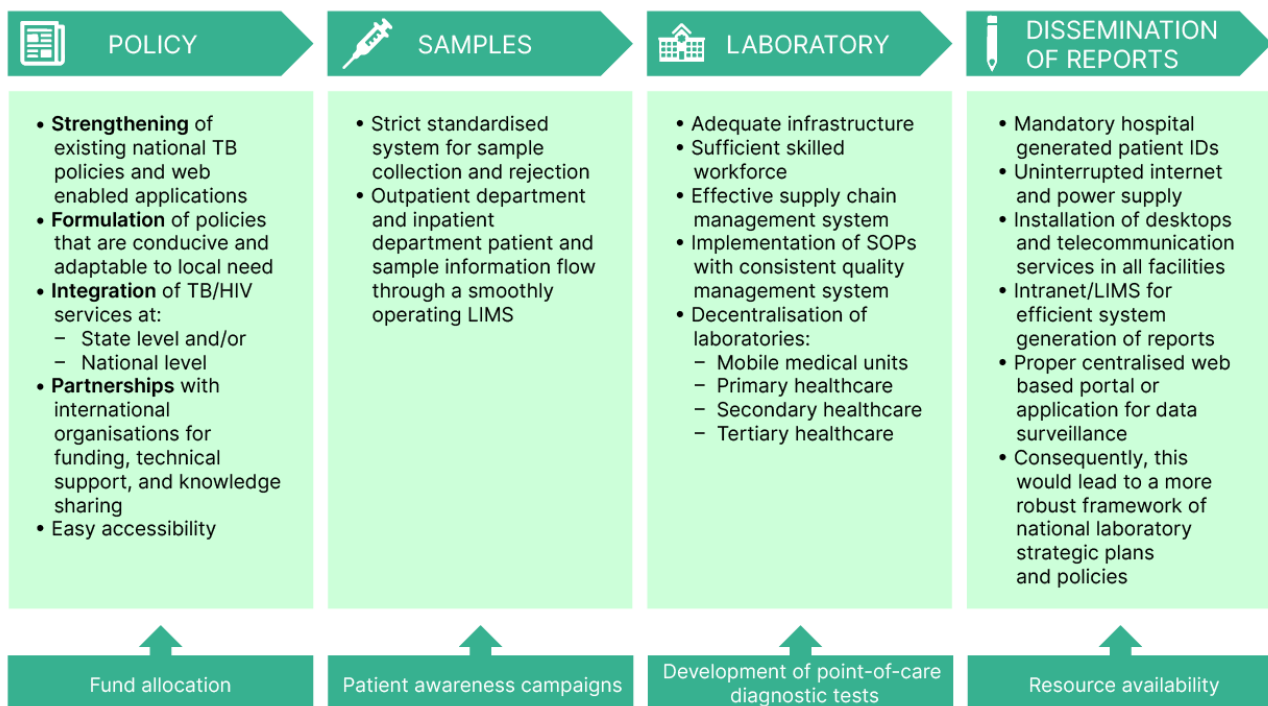 POLICY
• Strengthening of
existing national TB
policies and web
enabled applications
• Formulation of policies
that are conducive and
adaptable to local need
• Integration of TB/HIV
services at:
– State level and/or
– National level
• Partnerships with
international
organisations for
funding, technical
support, and knowledge
sharing
• Easy accessibility
Fund allocation
SAMPLES
• Strict standardised
system for sample
collection and rejection
• Outpatient department
and inpatient
department patient and
sample information flow
through a smoothly
operating LIMS
Patient awareness campaigns
LABORATORY
• Adequate infrastructure
• Sufficient skilled
workforce
• Effective supply chain
management system
• Implementation of SOPs
with consistent quality
management system
• Decentralisation of
laboratories:
– Mobile medical units
– Primary healthcare
– Secondary healthcare
– Tertiary healthcare
Development of point-of-care
diagnostic tests
DISSEMINATION
OF REPORTS
• Mandatory hospital
generated patient IDs
• Uninterrupted internet
and power supply
• Installation of desktops
and telecommunication
services in all facilities
• Intranet/LIMS for
efficient system
generation of reports
• Proper centralised web
based portal or
application for data
surveillance
• Consequently, this
would lead to a more
robust framework of
national laboratory
strategic plans
and policies
Resource availability